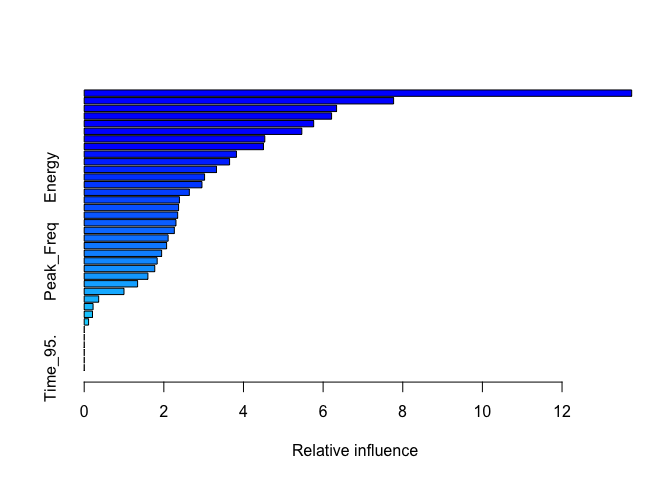 Energy
Peak_Freq
Time_95.
0 2 4 6 8 10 12
Relative influence